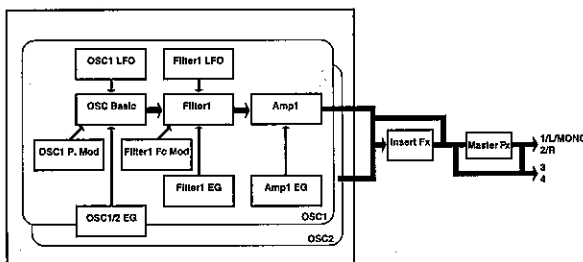 OSC1 LFO
Filter1 LFO
OSC Basic
Filter1
Amp1
OSC1 P. Mod
Filter1 Fc Mod
Filter1 EG
Amp1 EG
OSC1/2 EG
OSC1
OSC2
Insert Fx
Master Fx
1/L/MONO
2/R
3
4